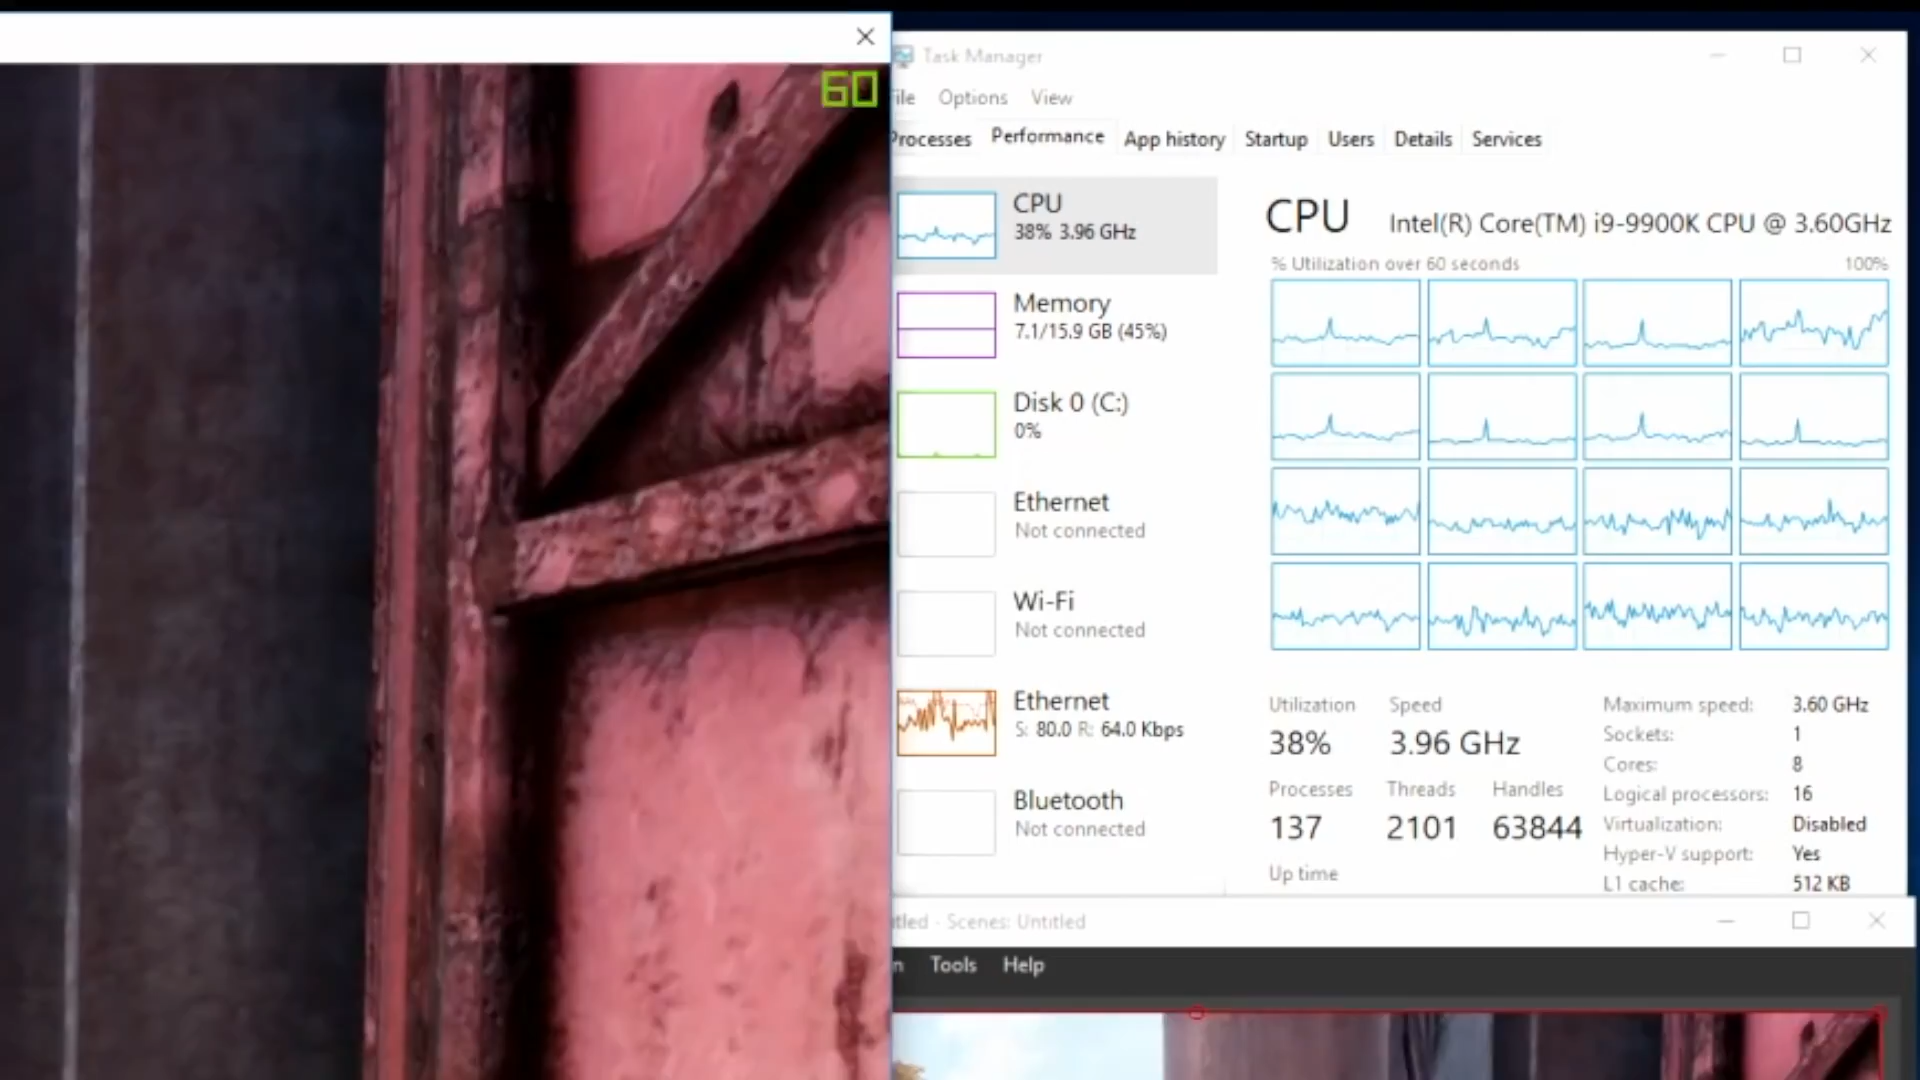 60
Task Manager
File Options View
Processes Performance App history Startup Users Details Services
CPU
38% 3.96 GHz
Memory
7.1/15.9 GB (45%)
Disk 0 (C:)
0%
Ethernet
Not connected
Wi-Fi
Not connected
Ethernet
S: 80.0 R: 64.0 Kbps
Bluetooth
Not connected
CPU Intel(R) Core(TM) i9-9900K CPU @ 3.60GHz
% Utilization over 60 seconds 100%
Utilization Speed
38% 3.96 GHz
Processes Threads Handles
137 2101 63844
Up time
Maximum speed: 3.60 GHz
Sockets: 1
Cores: 8
Logical processors: 16
Virtualization: Disabled
Hyper-V support: Yes
L1 cache: 512 KB
itled - Scenes: Untitled
n Tools Help